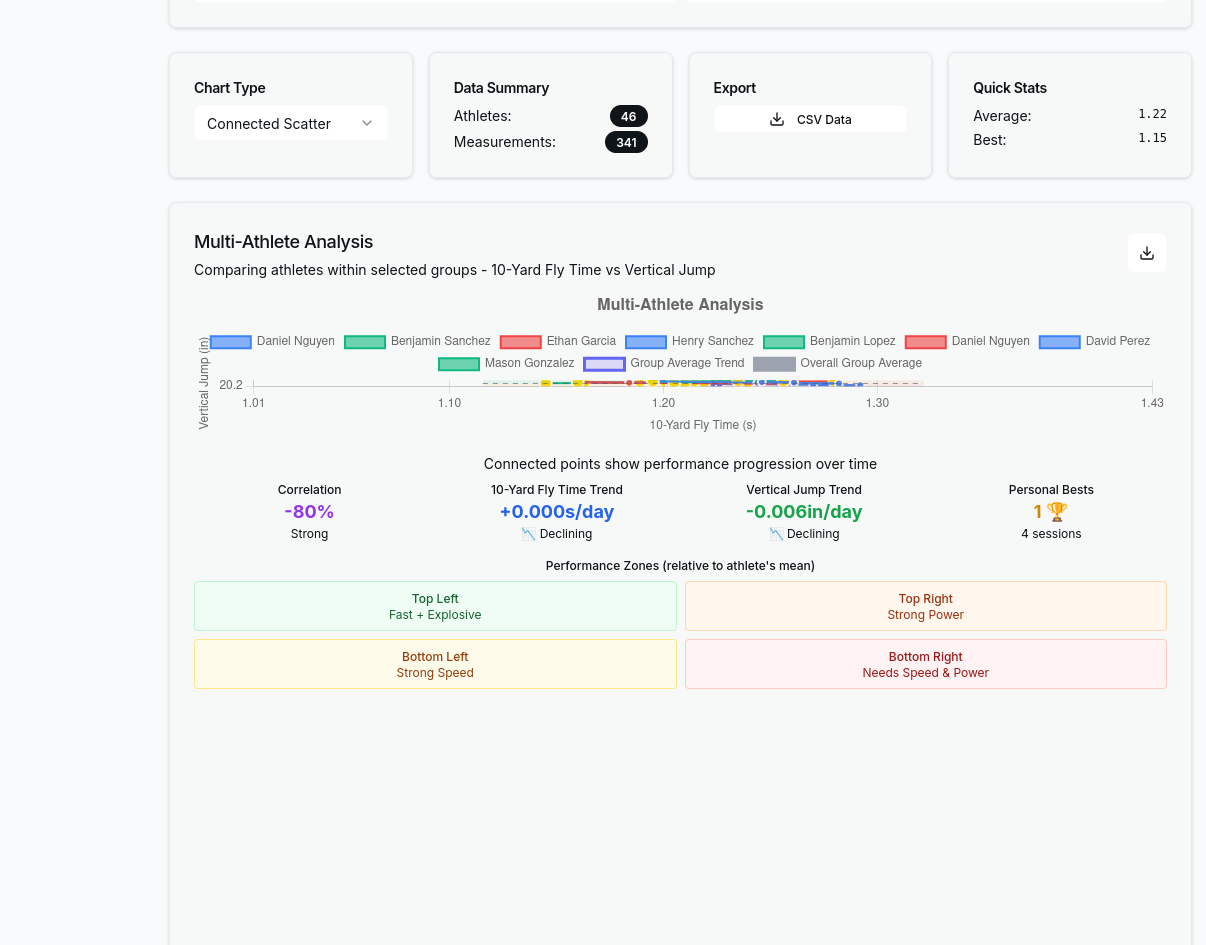 Chart Type
Connected Scatter
Data Summary
Athletes: 46
Measurements: 341
Export
CSV Data
Quick Stats
Average: 1.22
Best: 1.15
Multi-Athlete Analysis
Comparing athletes within selected groups - 10-Yard Fly Time vs Vertical Jump
Multi-Athlete Analysis
Daniel Nguyen Benjamin Sanchez Ethan Garcia Henry Sanchez Benjamin Lopez Daniel Nguyen David Perez
Mason Gonzalez Group Average Trend Overall Group Average
Vertical Jump (in)
20.2
1.01 1.10 1.20 1.30 1.43
10-Yard Fly Time (s)
Connected points show performance progression over time
Correlation 10-Yard Fly Time Trend Vertical Jump Trend Personal Bests
-80% +0.000s/day -0.006in/day 1 🏆
Strong 📉 Declining 📉 Declining 4 sessions
Performance Zones (relative to athlete's mean)
Top Left
Fast + Explosive
Top Right
Strong Power
Bottom Left
Strong Speed
Bottom Right
Needs Speed & Power